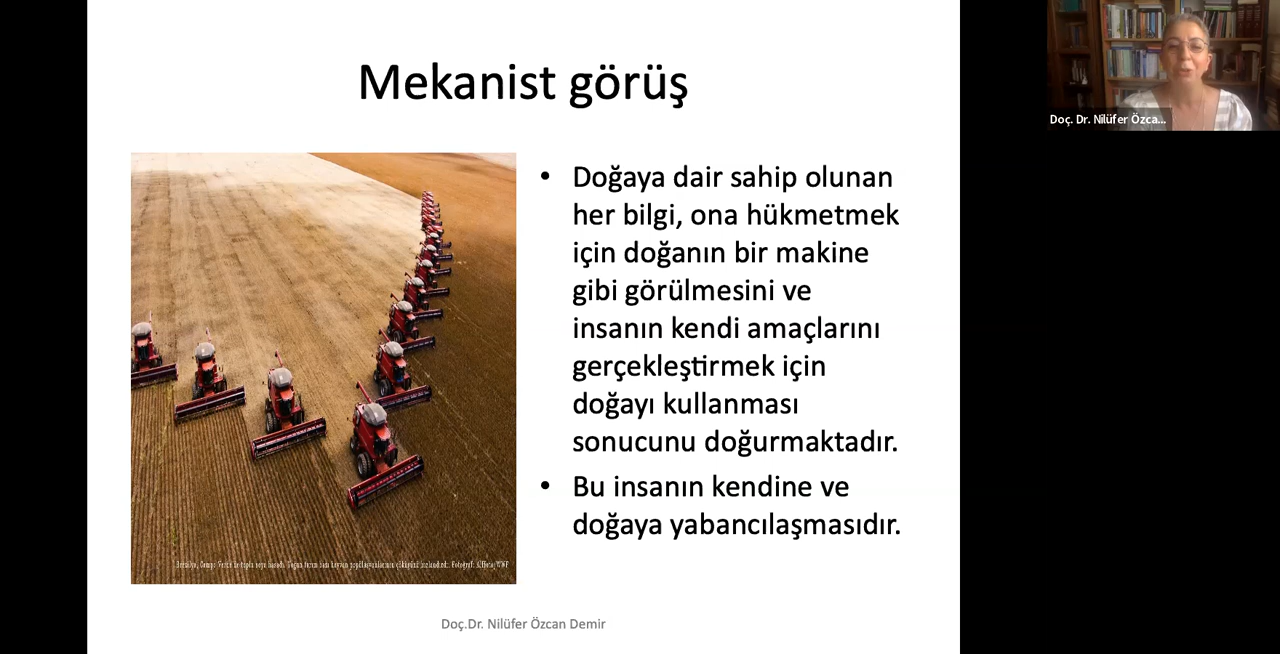 Mekanist görüş
• Doğaya dair sahip olunan
her bilgi, ona hükmetmek
için doğanın bir makine
gibi görülmesini ve
insanın kendi amaçlarını
gerçekleştirmek için
doğayı kullanması
sonucunu doğurmaktadır.
• Bu insanın kendine ve
doğaya yabancılaşmasıdır.
Doç.Dr. Nilüfer Özcan Demir
Doç. Dr. Nilüfer Özca...